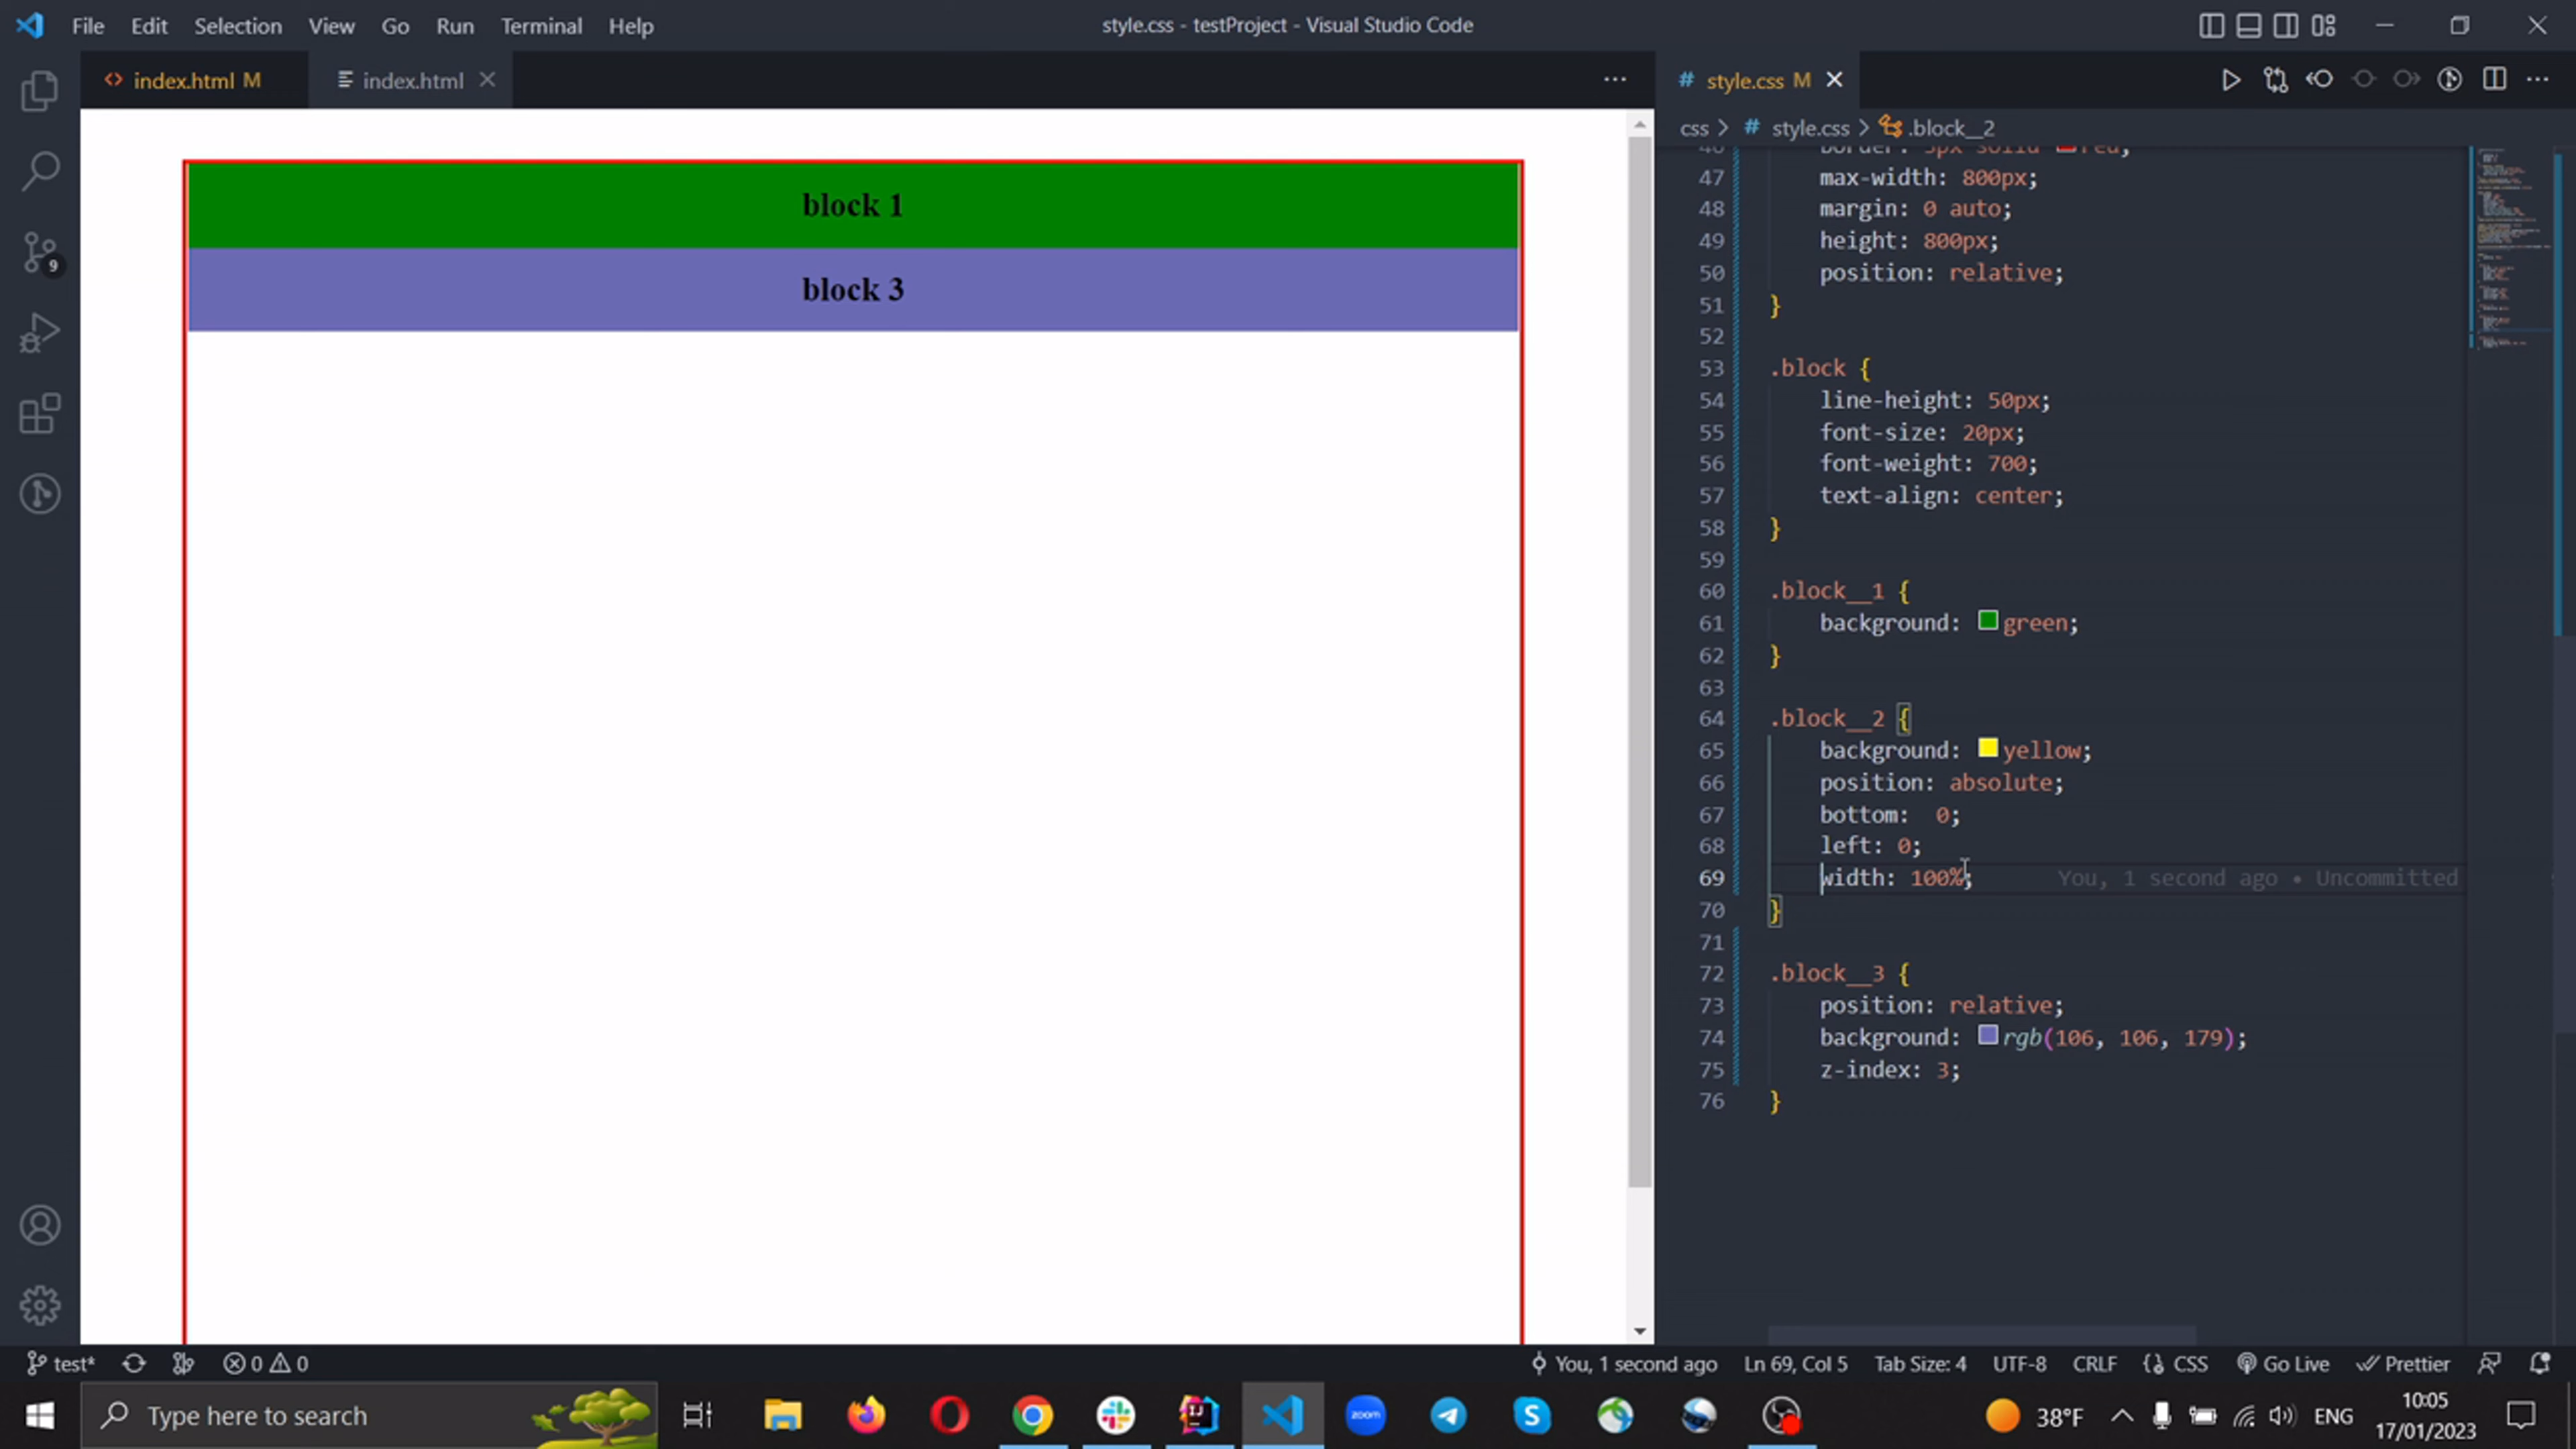 File Edit Selection View Go Run Terminal Help
style.css - testProject - Visual Studio Code
index.html M
index.html
style.css M
css > # style.css > .block__2
block 1
block 3
46 border: 3px solid red;
47 max-width: 800px;
48 margin: 0 auto;
49 height: 800px;
50 position: relative;
51 }
52
53 .block {
54 line-height: 50px;
55 font-size: 20px;
56 font-weight: 700;
57 text-align: center;
58 }
59
60 .block__1 {
61 background: green;
62 }
63
64 .block__2 {
65 background: yellow;
66 position: absolute;
67 bottom:  0;
68 left: 0;
69 width: 100%; You, 1 second ago • Uncommitted
70 }
71
72 .block__3 {
73 position: relative;
74 background: rgb(106, 106, 179);
75 z-index: 3;
76 }
9
test* 0 0 You, 1 second ago Ln 69, Col 5 Tab Size: 4 UTF-8 CRLF CSS Go Live Prettier
Type here to search
zoom
38°F ENG
10:05
17/01/2023